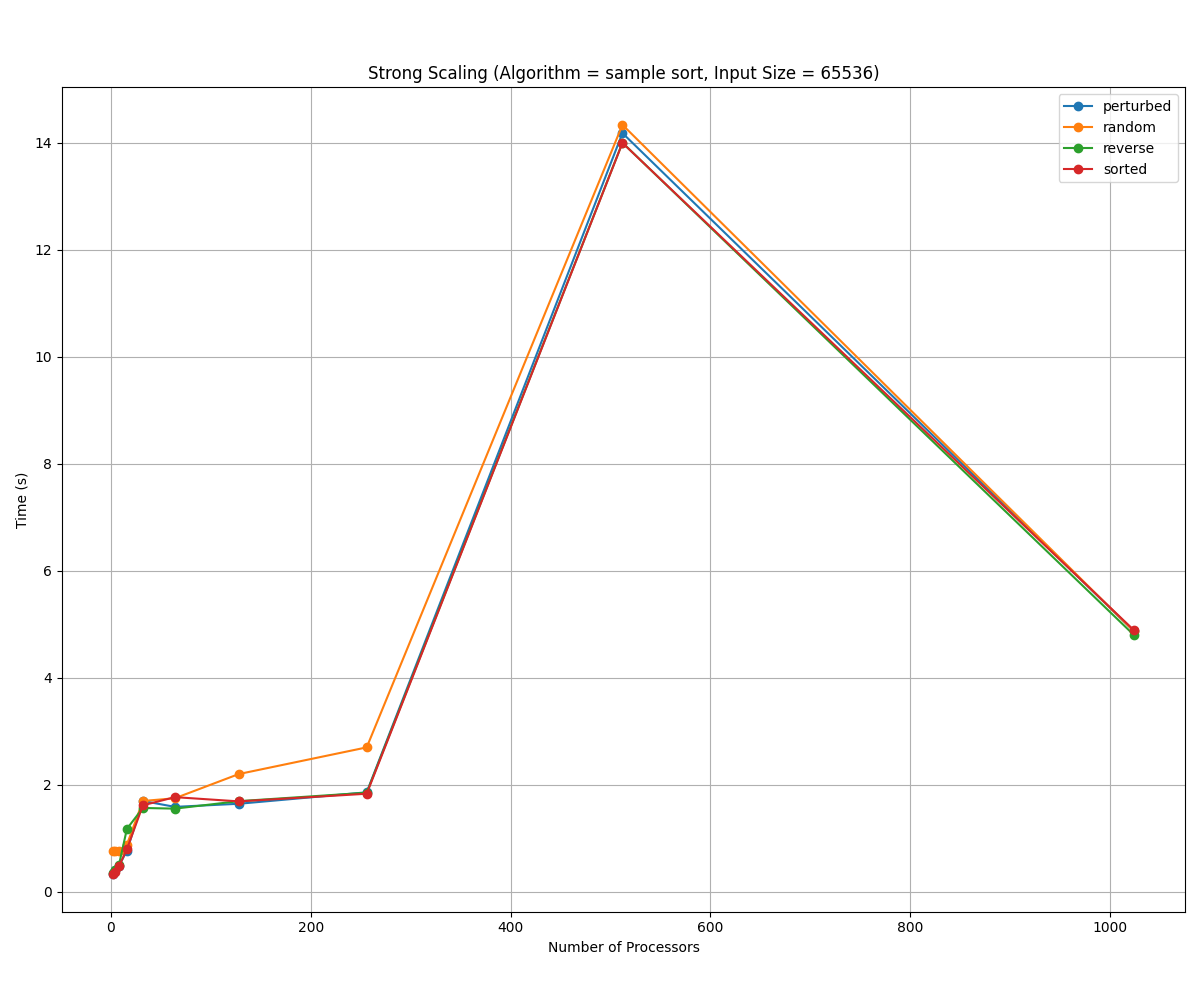 Strong Scaling (Algorithm = sample sort, Input Size = 65536)
perturbed
random
reverse
sorted
14
12
10
8
6
4
2
0
Time (s)
0 200 400 600 800 1000
Number of Processors